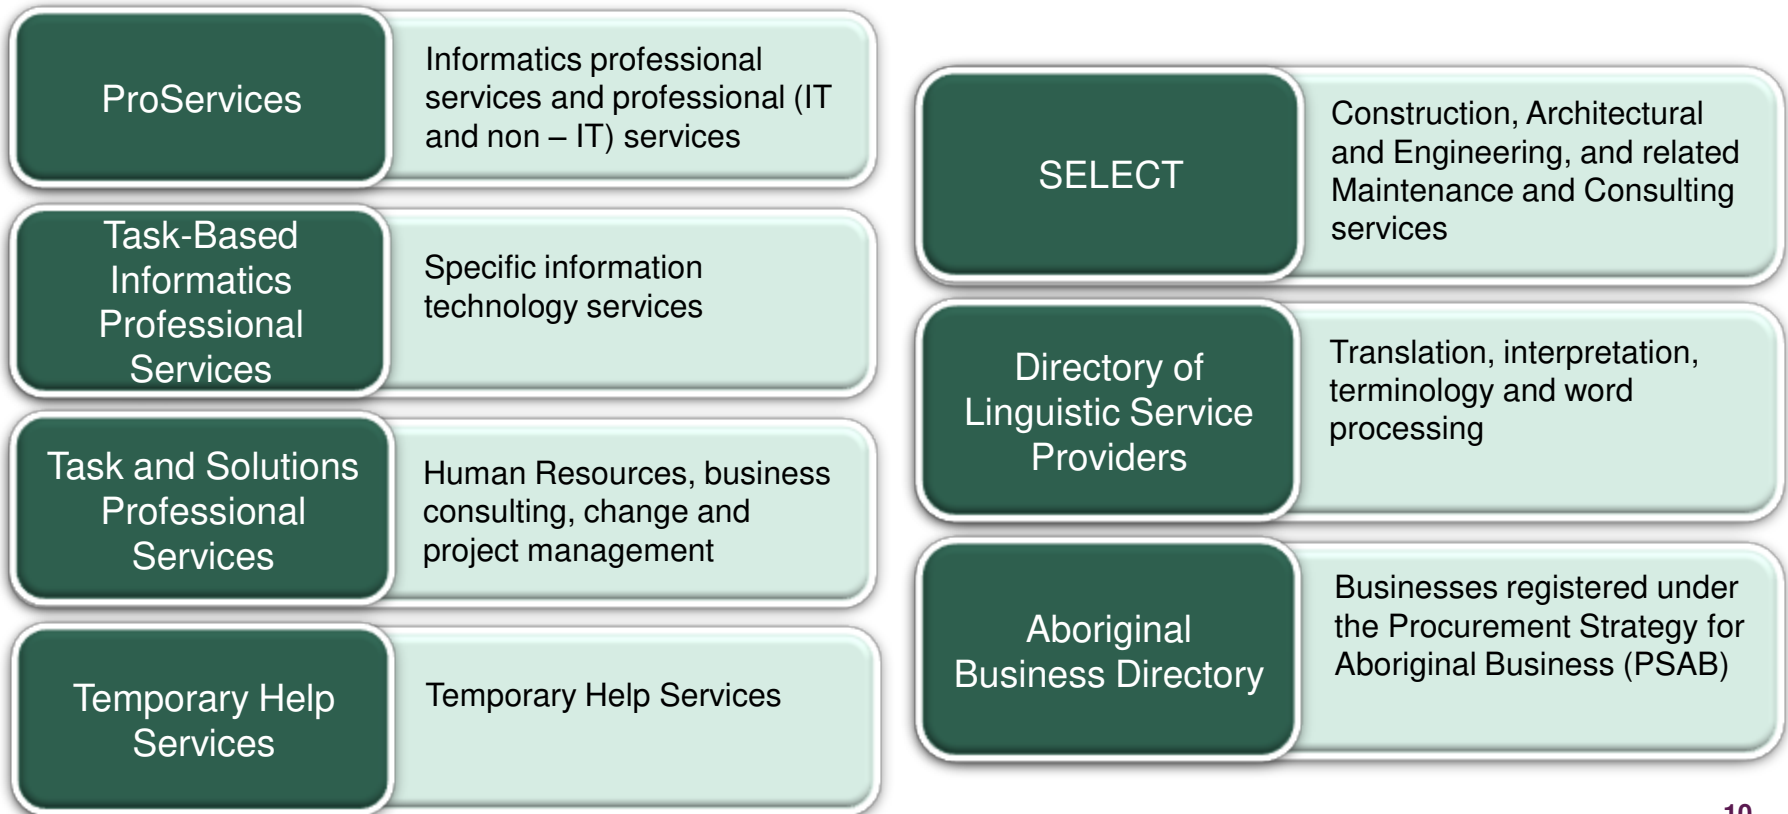 ProServices
Informatics professional
services and professional (IT
and non – IT) services
Task-Based
Informatics
Professional
Services
Specific information
technology services
Task and Solutions
Professional
Services
Human Resources, business
consulting, change and
project management
Temporary Help
Services
Temporary Help Services
SELECT
Construction, Architectural
and Engineering, and related
Maintenance and Consulting
services
Directory of
Linguistic Service
Providers
Translation, interpretation,
terminology and word
processing
Aboriginal
Business Directory
Businesses registered under
the Procurement Strategy for
Aboriginal Business (PSAB)
10